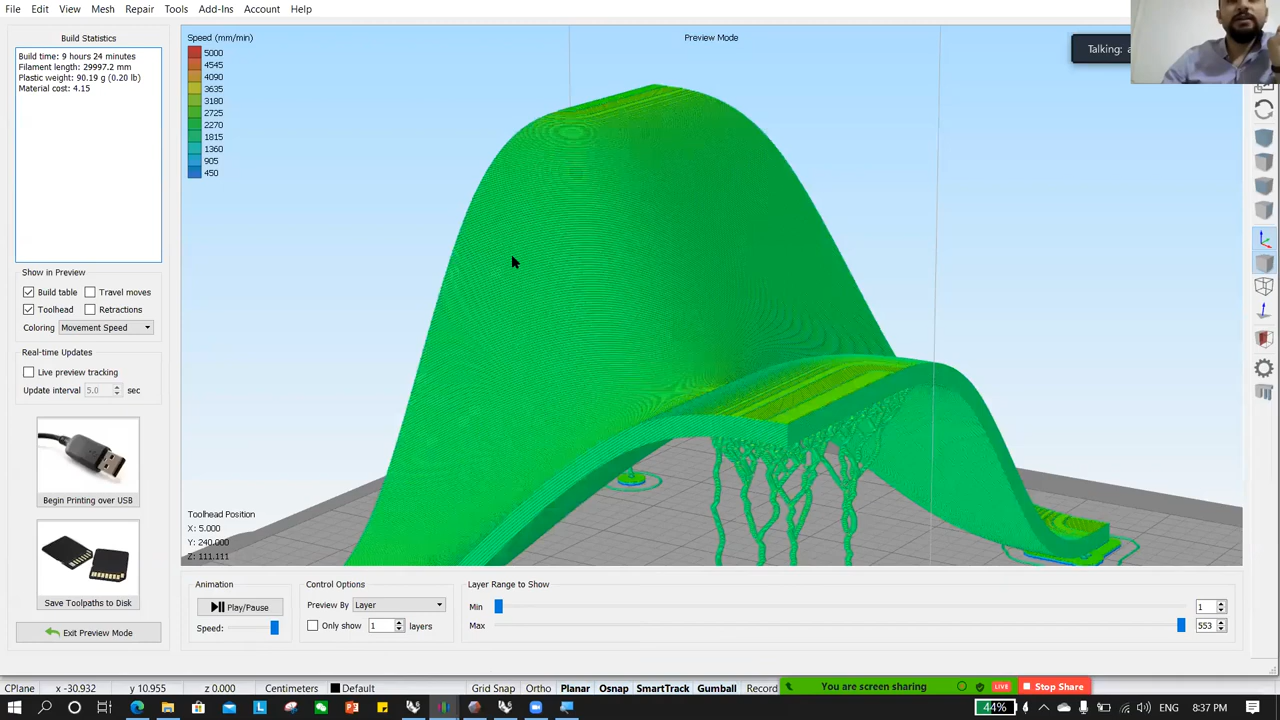 File Edit View Mesh Repair Tools Add-Ins Account Help
Build Statistics
Build time: 9 hours 24 minutes
Filament length: 29997.2 mm
Plastic weight: 90.19 g (0.20 lb)
Material cost: 4.15
Show in Preview
Build table Travel moves
Toolhead Retractions
Coloring Movement Speed
Real-time Updates
Live preview tracking
Update interval 5.0 sec
Begin Printing over USB
Save Toolpaths to Disk
Exit Preview Mode
Speed (mm/min)
5000
4545
4090
3635
3180
2725
2270
1815
1360
905
450
Preview Mode
Talking:
Toolhead Position
X: 5.000
Y: 240.000
Z: 111.111
Animation
Play/Pause
Speed:
Control Options
Preview By Layer
Only show 1 layers
Layer Range to Show
Min 1
Max 553
CPlane x -30.932 y 10.955 z 0.000 Centimeters Default Grid Snap Ortho Planar Osnap SmartTrack Gumball Record
You are screen sharing LIVE Stop Share
44% 8:37 PM